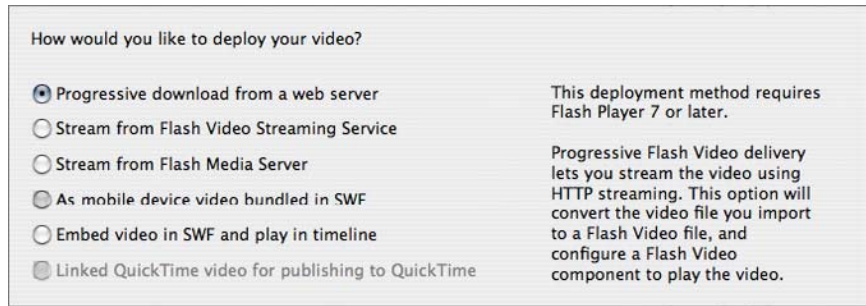 How would you like to deploy your video?
Progressive download from a web server
Stream from Flash Video Streaming Service
Stream from Flash Media Server
As mobile device video bundled in SWF
Embed video in SWF and play in timeline
Linked QuickTime video for publishing to QuickTime
This deployment method requires
Flash Player 7 or later.
Progressive Flash Video delivery
lets you stream the video using
HTTP streaming. This option will
convert the video file you import
to a Flash Video file, and
configure a Flash Video
component to play the video.